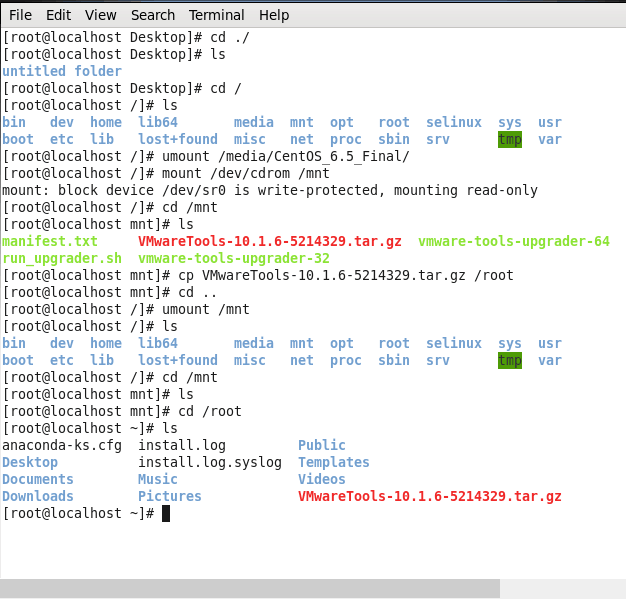 File Edit View Search Terminal Help
[root@localhost Desktop]# cd ./
[root@localhost Desktop]# ls
untitled folder
[root@localhost Desktop]# cd /
[root@localhost /]# ls
bin dev home lib64 media mnt opt root selinux sys usr
boot etc lib lost+found misc net proc sbin srv tmp var
[root@localhost /]# umount /media/CentOS_6.5_Final/
[root@localhost /]# mount /dev/cdrom /mnt
mount: block device /dev/sr0 is write-protected, mounting read-only
[root@localhost /]# cd /mnt
[root@localhost mnt]# ls
manifest.txt VMwareTools-10.1.6-5214329.tar.gz vmware-tools-upgrader-64
run_upgrader.sh vmware-tools-upgrader-32
[root@localhost mnt]# cp VMwareTools-10.1.6-5214329.tar.gz /root
[root@localhost mnt]# cd ..
[root@localhost /]# umount /mnt
[root@localhost /]# ls
bin dev home lib64 media mnt opt root selinux sys usr
boot etc lib lost+found misc net proc sbin srv tmp var
[root@localhost /]# cd /mnt
[root@localhost mnt]# ls
[root@localhost mnt]# cd /root
[root@localhost ~]# ls
anaconda-ks.cfg install.log Public
Desktop install.log.syslog Templates
Documents Music Videos
Downloads Pictures VMwareTools-10.1.6-5214329.tar.gz
[root@localhost ~]#